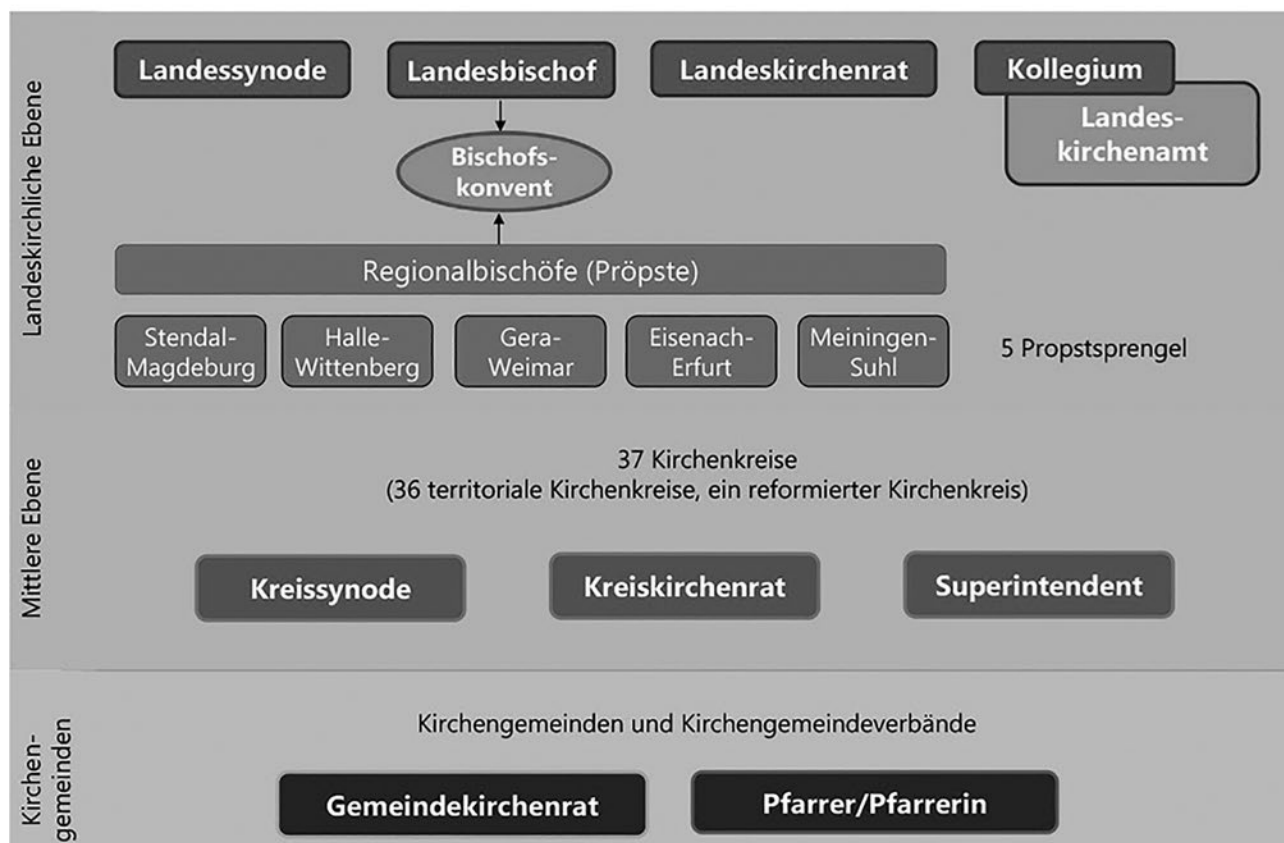 Landeskirchliche Ebene
Landessynode
Landesbischof
Landeskirchenrat
Kollegium
Landes-
kirchenamt
Bischofs-
konvent
Regionalbischöfe (Pröpste)
Stendal-
Magdeburg
Halle-
Wittenberg
Gera-
Weimar
Eisenach-
Erfurt
Meiningen-
Suhl
5 Propstsprengel
Mittlere Ebene
37 Kirchenkreise
(36 territoriale Kirchenkreise, ein reformierter Kirchenkreis)
Kreissynode
Kreiskirchenrat
Superintendent
Kirchen-
gemeinden
Kirchengemeinden und Kirchengemeindeverbände
Gemeindekirchenrat
Pfarrer/Pfarrerin